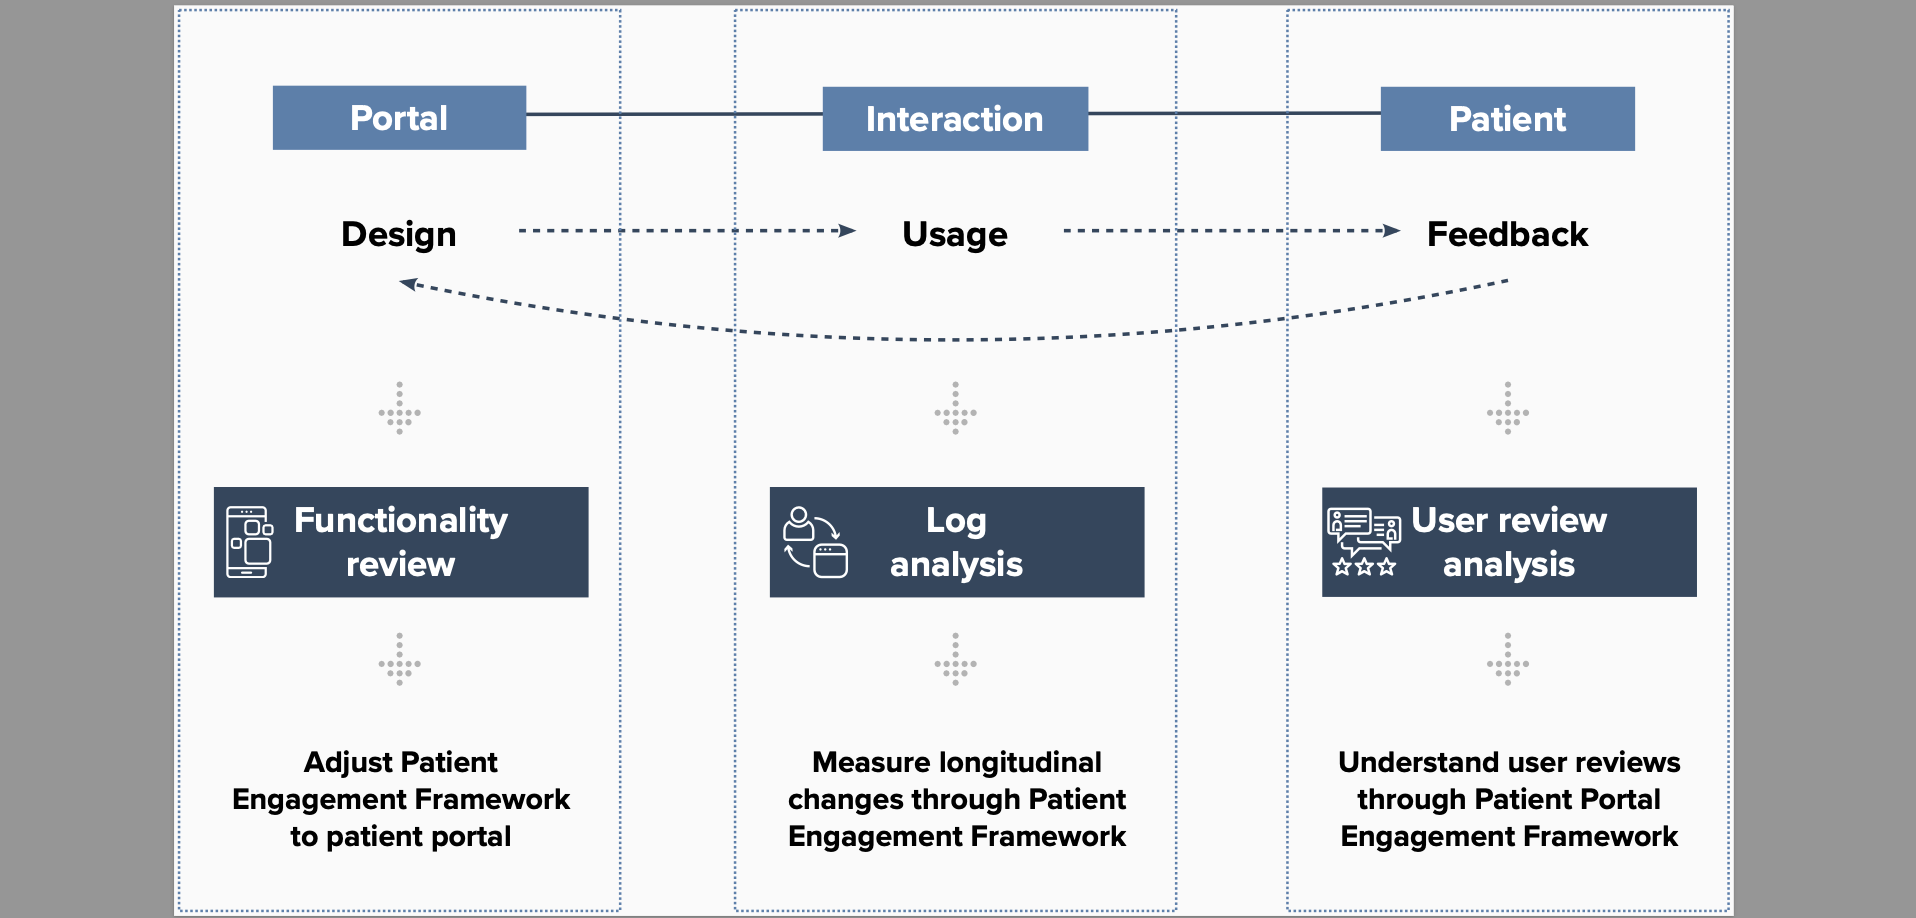 Portal
Interaction
Patient
Design
Usage
Feedback
Functionality
review
Log
analysis
User review
analysis
Adjust Patient
Engagement Framework
to patient portal
Measure longitudinal
changes through Patient
Engagement Framework
Understand user reviews
through Patient Portal
Engagement Framework